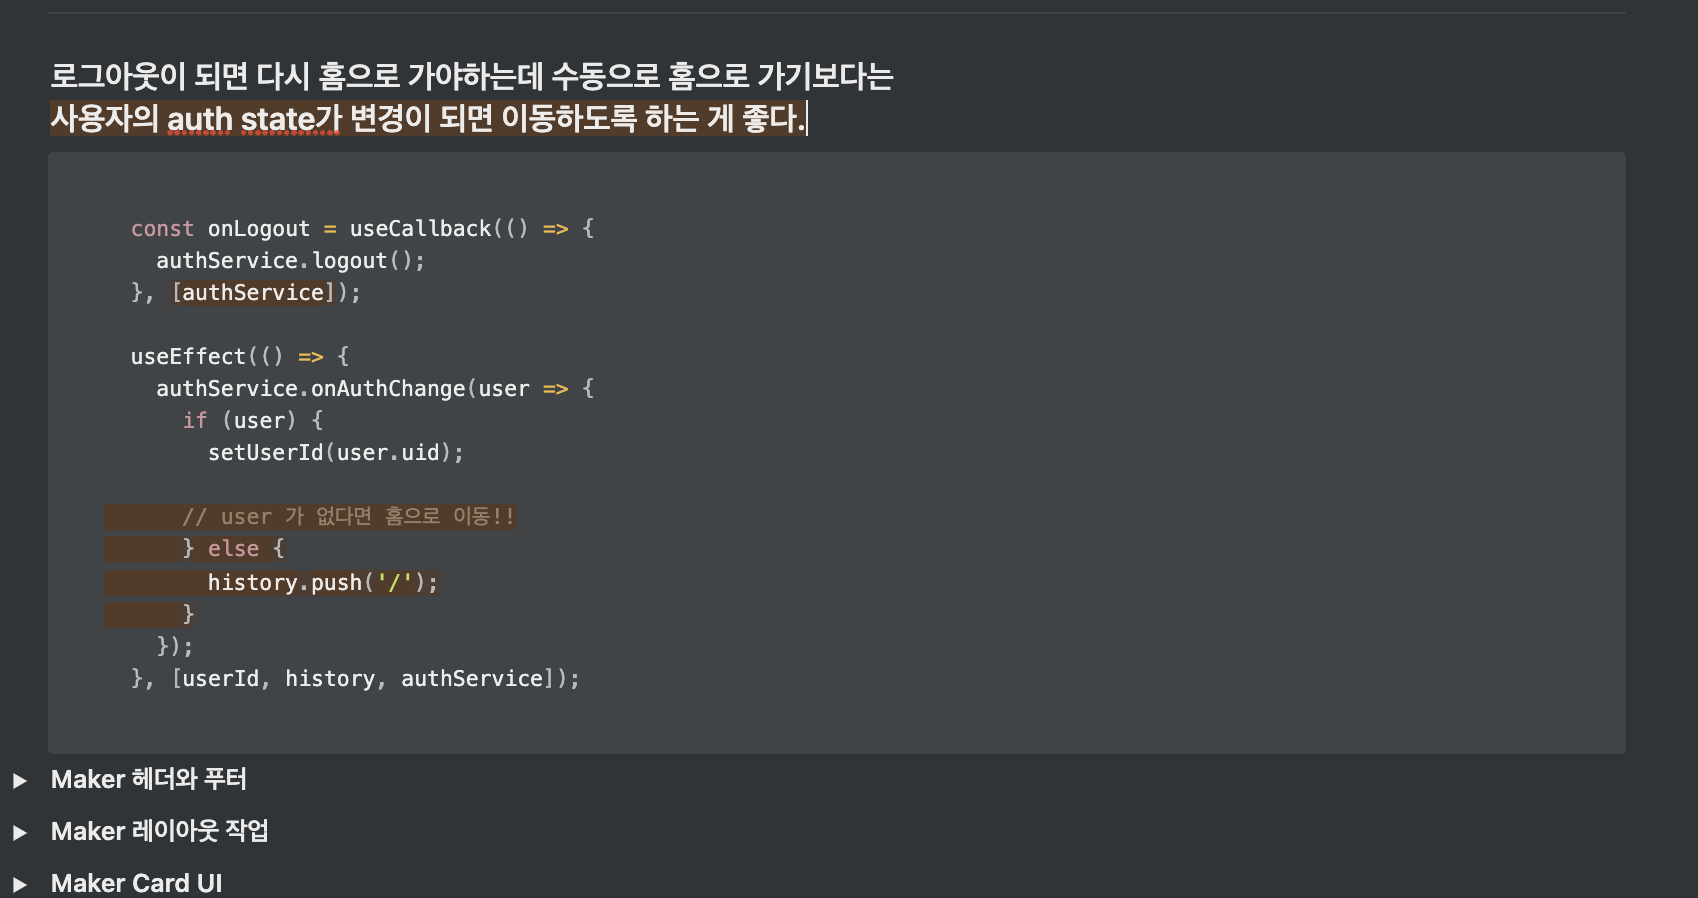 로그아웃이 되면 다시 홈으로 가야하는데 수동으로 홈으로 가기보다는
사용자의 auth state가 변경이 되면 이동하도록 하는 게 좋다.
const onLogout = useCallback(() => {
authService.logout();
}, [authService]);
useEffect(() => {
authService.onAuthChange(user => {
if (user) {
setUserId(user.uid);
// user 가 없다면 홈으로 이동!!
} else {
history.push('/');
}
});
}, [userId, history, authService]);
Maker 헤더와 푸터
Maker 레이아웃 작업
Maker Card UI